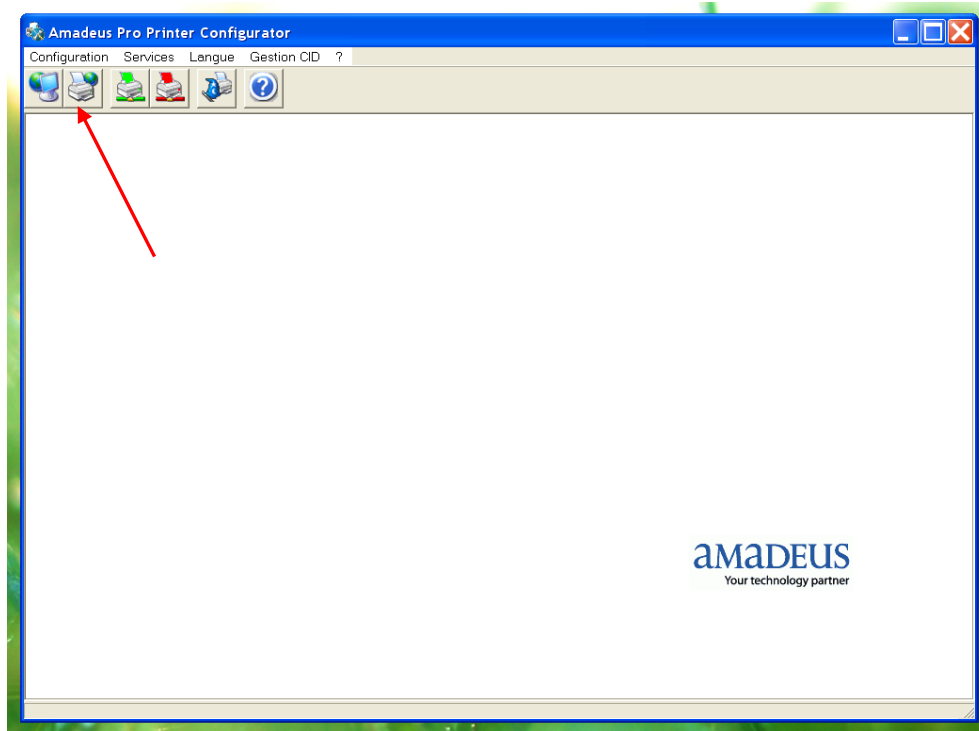 Amadeus Pro Printer Configurator
Configuration Services Langue Gestion CID ?
amadeus
Your technology partner